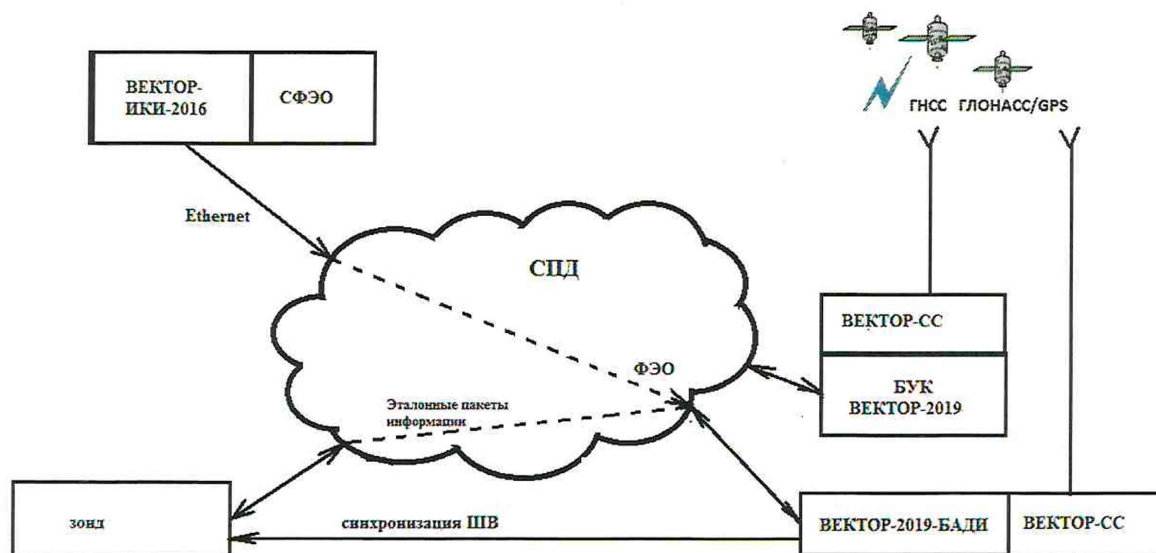 ВЕКТОР-
ИКИ-2016
СФЭО
ГНСС ГЛОНАСС/GPS
Ethernet
СПД
ВЕКТОР-СС
ФЭО
БУК
ВЕКТОР-2019
Эталонные пакеты
информации
зонд
синхронизация ШВ
ВЕКТОР-2019-БАДИ
ВЕКТОР-СС